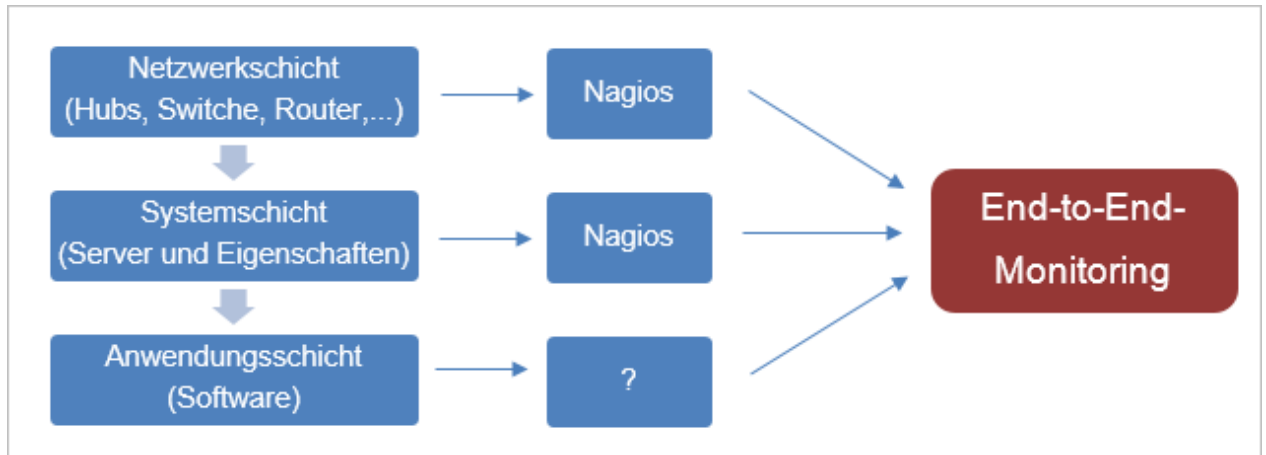 Netzwerkschicht
(Hubs, Switche, Router,...)
Nagios
Systemschicht
(Server und Eigenschaften)
Nagios
Anwendungsschicht
(Software)
?
End-to-End-
Monitoring